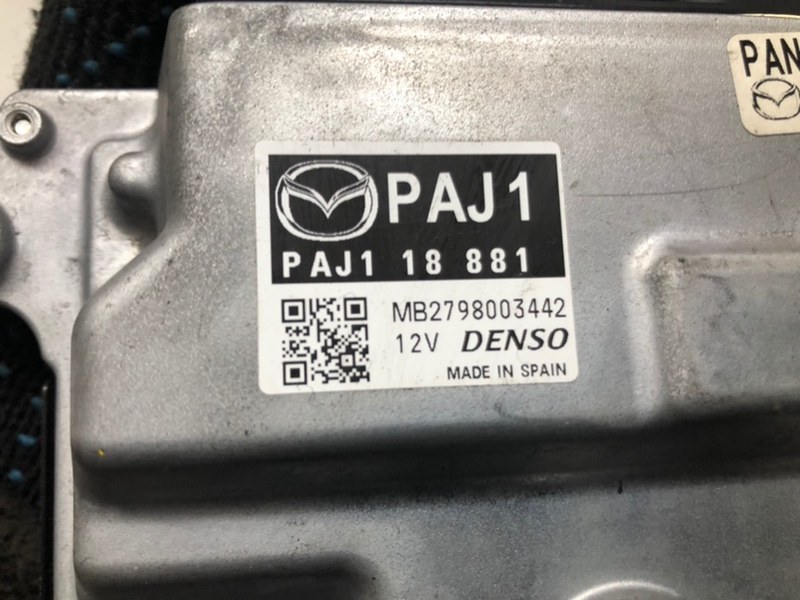 PAN
PAJ1
PAJ1 18 881
MB2798003442
12V DENSO
MADE IN SPAIN